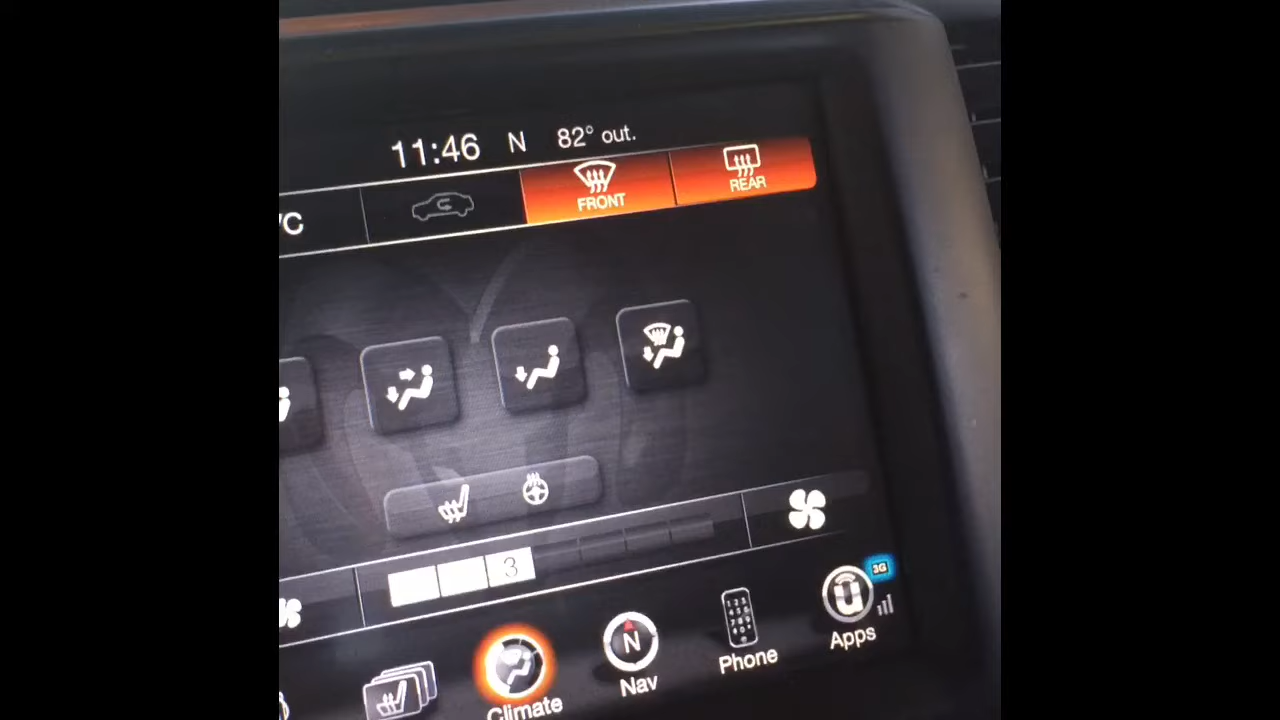 11:46 N 82° out.
/C
FRONT
REAR
3
3G
Climate
N
Nav
Phone
Apps